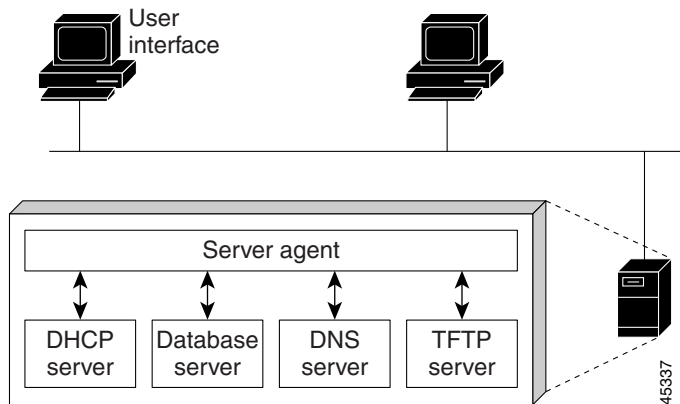 User
interface
Server agent
DHCP
server
Database
server
DNS
server
TFTP
server
45337